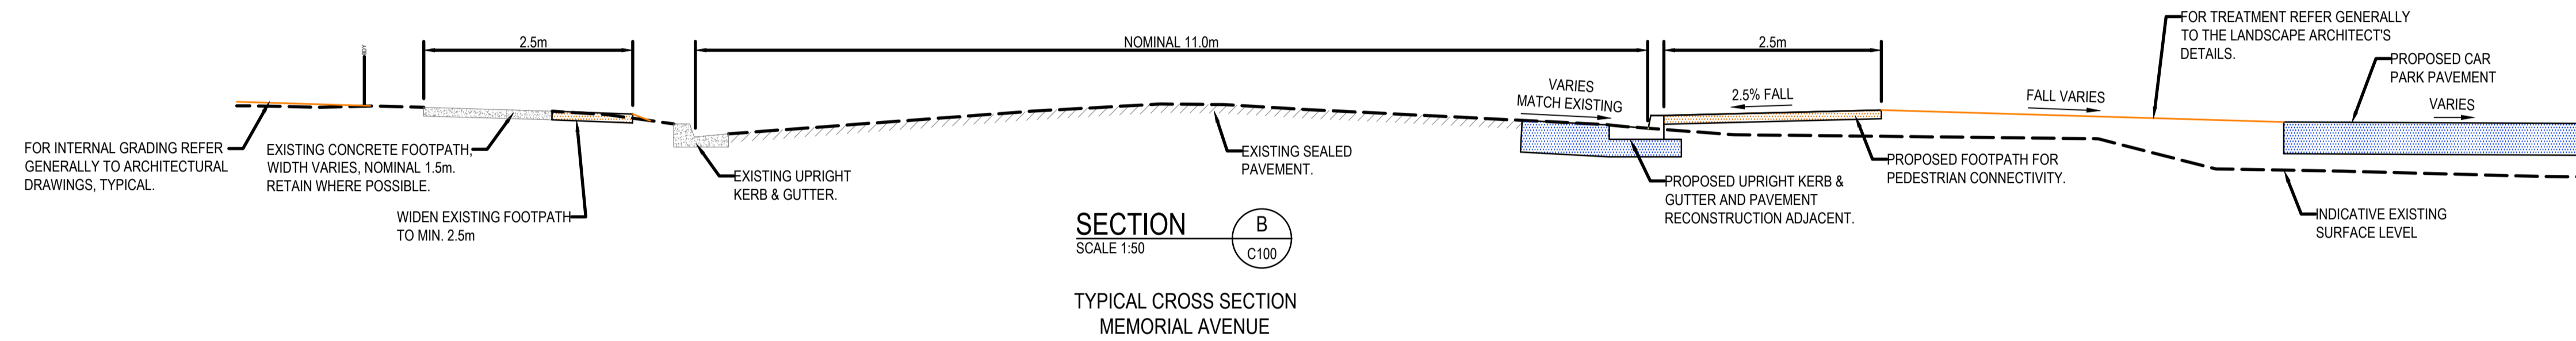 2.5m
NOMINAL 11.0m
2.5m
FOR TREATMENT REFER GENERALLY
TO THE LANDSCAPE ARCHITECT'S
DETAILS.
PROPOSED CAR
PARK PAVEMENT
VARIES
VARIES
MATCH EXISTING
2.5% FALL
FALL VARIES
BDY
FOR INTERNAL GRADING REFER
GENERALLY TO ARCHITECTURAL
DRAWINGS, TYPICAL.
EXISTING CONCRETE FOOTPATH,
WIDTH VARIES, NOMINAL 1.5m.
RETAIN WHERE POSSIBLE.
WIDEN EXISTING FOOTPATH
TO MIN. 2.5m
EXISTING UPRIGHT
KERB & GUTTER.
EXISTING SEALED
PAVEMENT.
PROPOSED UPRIGHT KERB &
GUTTER AND PAVEMENT
RECONSTRUCTION ADJACENT.
PROPOSED FOOTPATH FOR
PEDESTRIAN CONNECTIVITY.
INDICATIVE EXISTING
SURFACE LEVEL
SECTION
SCALE 1:50
B
C100
TYPICAL CROSS SECTION
MEMORIAL AVENUE